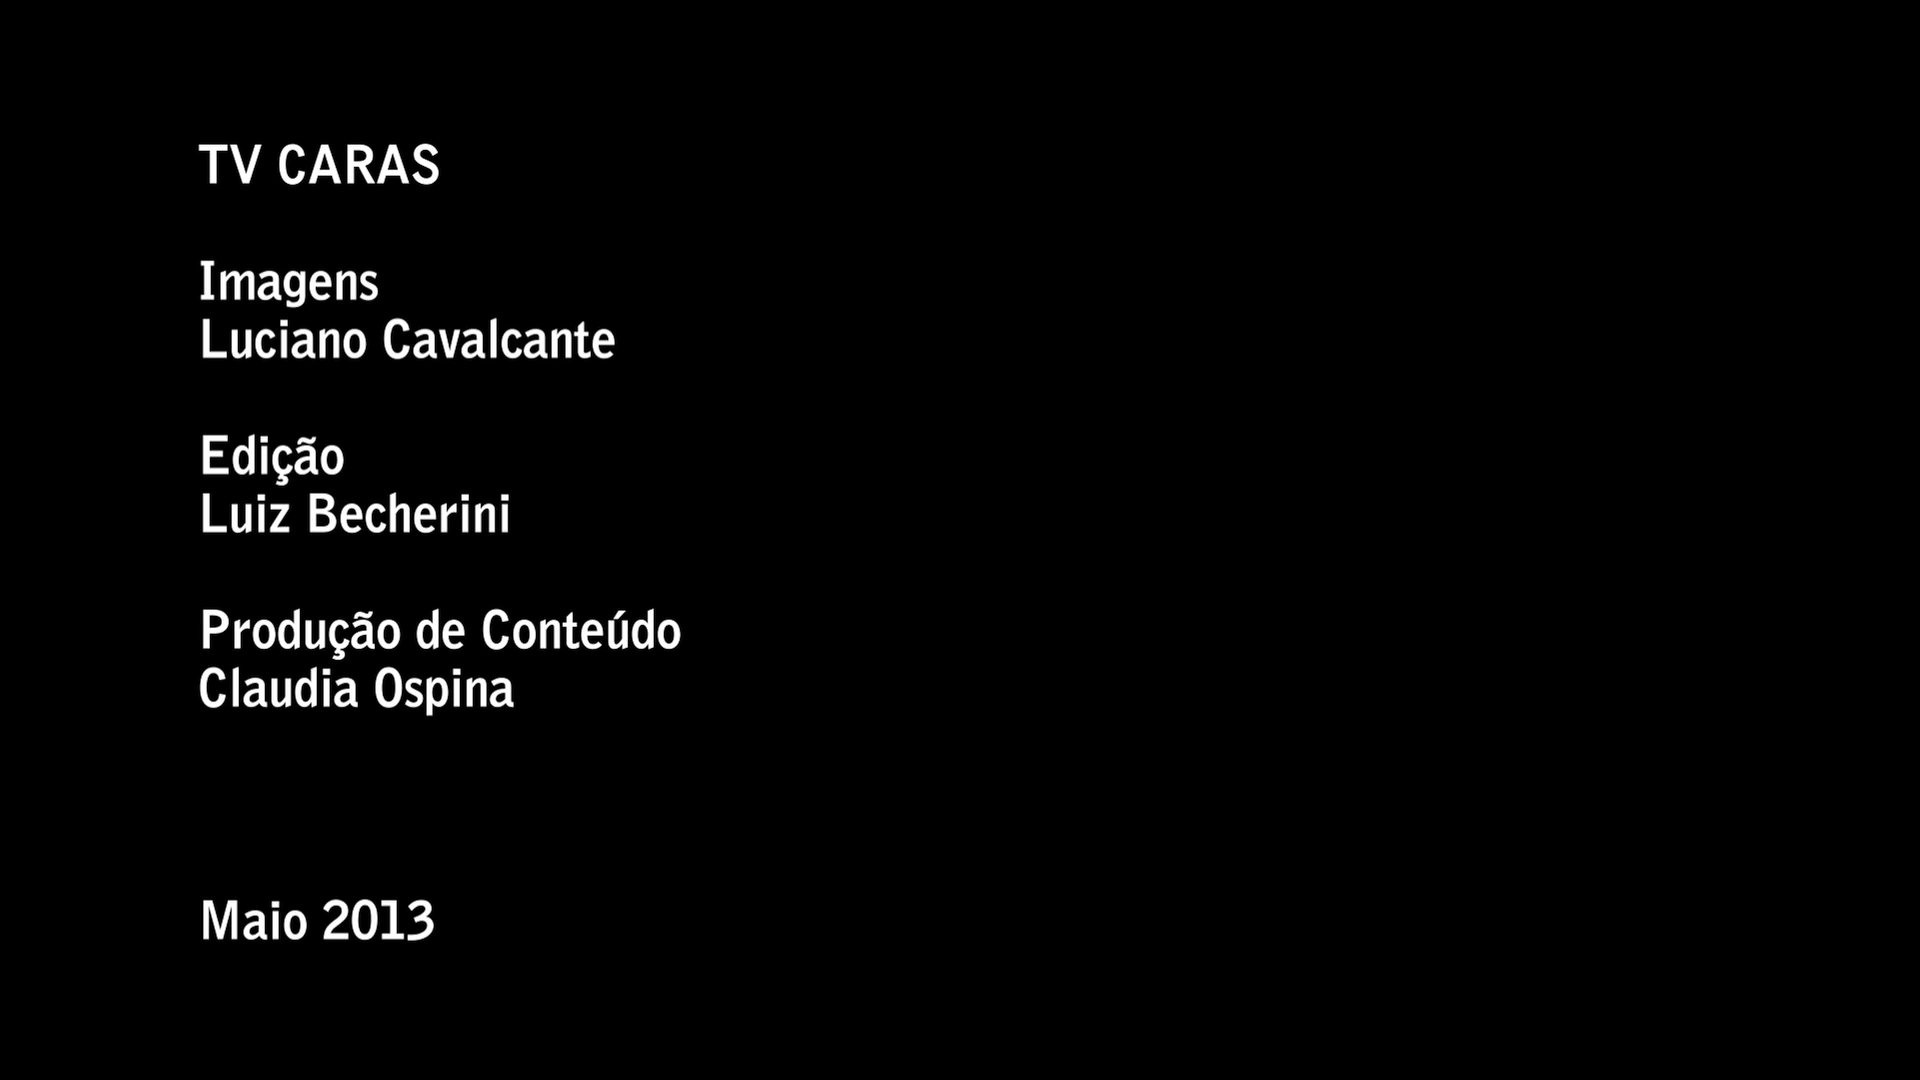 TV CARAS
Imagens
Luciano Cavalcante
Edição
Luiz Becherini
Produção de Conteúdo
Claudia Ospina
Maio 2013